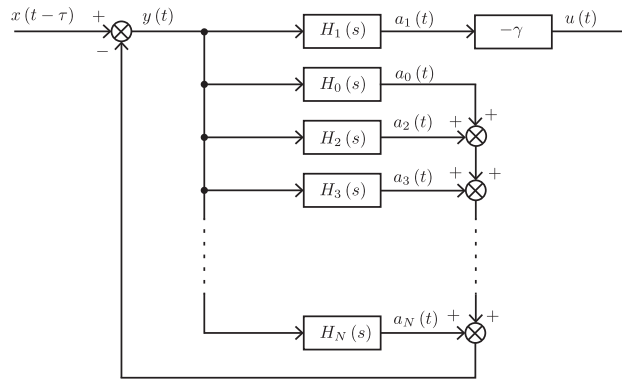 x(t−τ) + − y(t) H₁(s) a₁(t) −γ u(t)
H₀(s) a₀(t) +
H₂(s) a₂(t) +
H₃(s) a₃(t) + +
H_N(s) a_N(t) + +